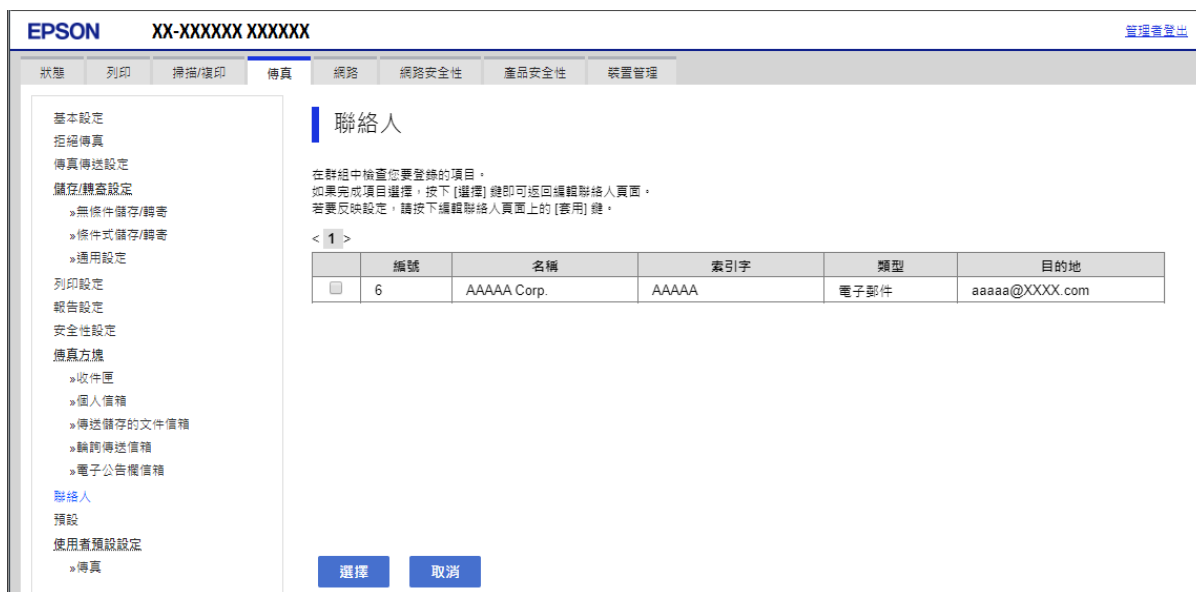 EPSON XX-XXXXXX XXXXXX 管理者登出
狀態 列印 掃描/複印 傳真 網路 網路安全性 產品安全性 裝置管理
基本設定
拒絕傳真
傳真傳送設定
儲存/轉寄設定
»無條件儲存/轉寄
»條件式儲存/轉寄
»通用設定
列印設定
報告設定
安全性設定
傳真方塊
»收件匣
»個人信箱
»傳送儲存的文件信箱
»輪詢傳送信箱
»電子公告欄信箱
聯絡人
預設
使用者預設設定
»傳真
聯絡人
在群組中檢查您要登錄的項目。
如果完成項目選擇，按下 [選擇] 鍵即可返回編輯聯絡人頁面。
若要反映設定，請按下編輯聯絡人頁面上的 [套用] 鍵。
< 1 >
編號 名稱 索引字 類型 目的地
6 AAAAA Corp. AAAAA 電子郵件 aaaaa@XXXX.com
選擇 取消